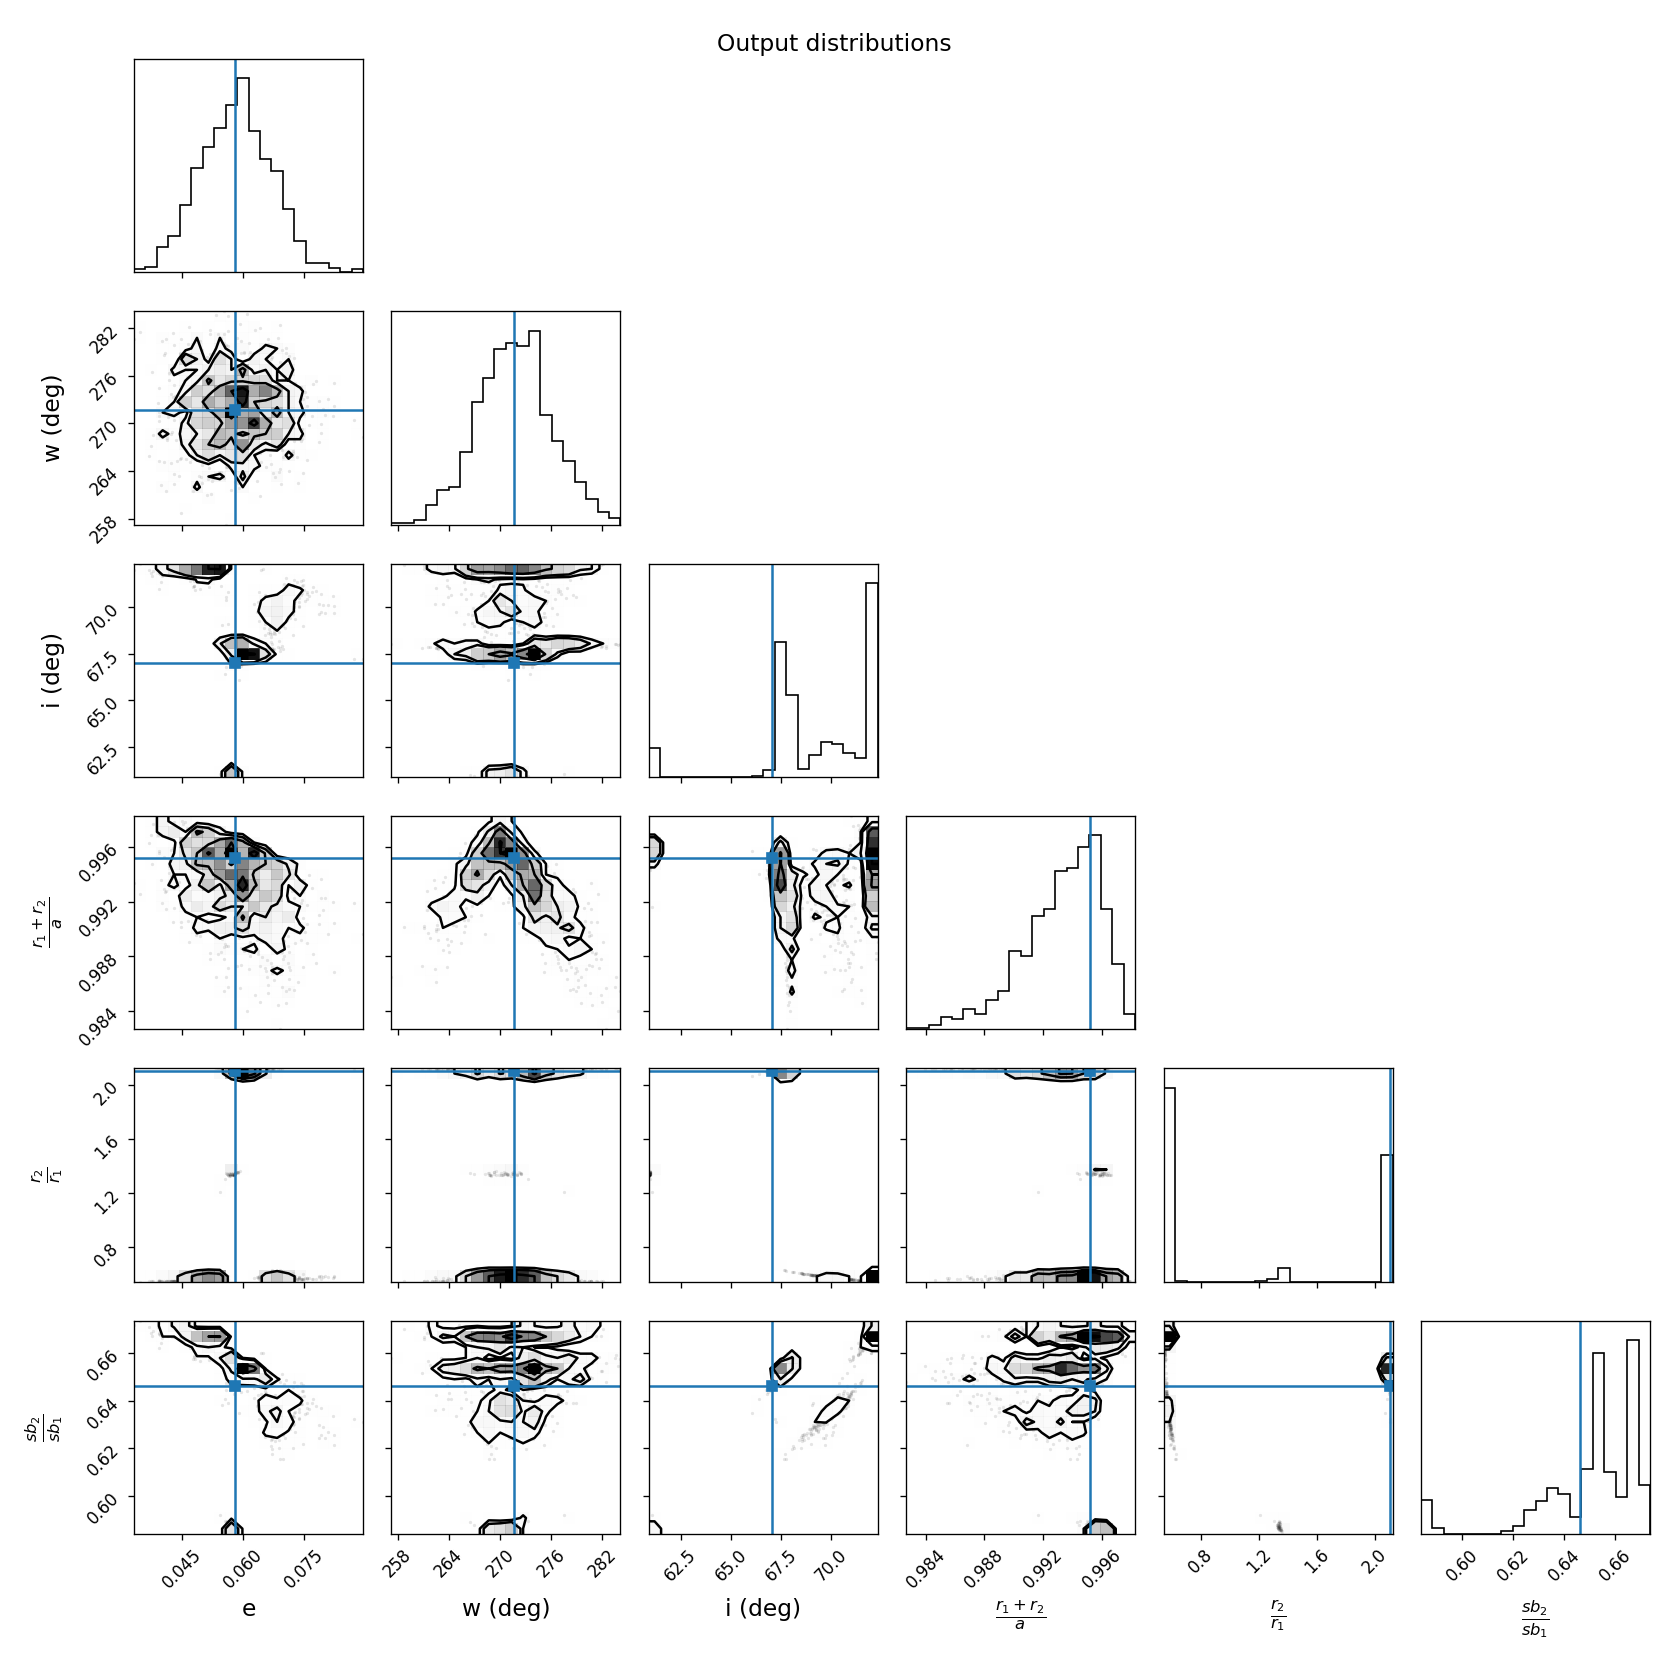 Output distributions
w (deg)
282
276
270
264
258
i (deg)
70.0
67.5
65.0
62.5
r₁ + r₂
a
0.996
0.992
0.988
0.984
r₂
r₁
2.0
1.6
1.2
0.8
sb₂
sb₁
0.66
0.64
0.62
0.60
0.045 0.060 0.075 258 264 270 276 282 62.5 65.0 67.5 70.0 0.984 0.988 0.992 0.996 0.8 1.2 1.6 2.0 0.60 0.62 0.64 0.66
e w (deg) i (deg)
r₁ + r₂
a
r₂
r₁
sb₂
sb₁